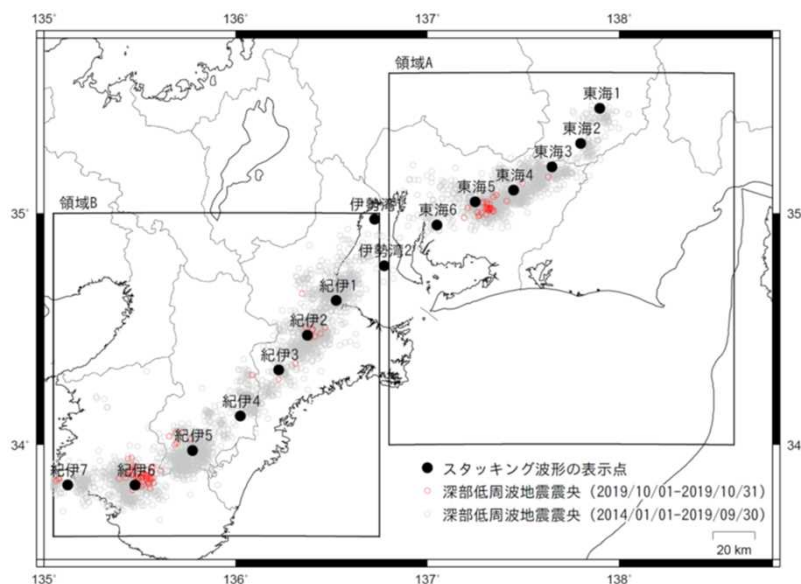 135°
136°
137°
138°
領域A
東海1
東海2
東海3
東海4
東海5
東海6
35°
35°
領域B
伊勢湾1
伊勢湾2
紀伊1
紀伊2
紀伊3
紀伊4
紀伊5
紀伊6
紀伊7
34°
34°
スタッキング波形の表示点
深部低周波地震震央（2019/10/01-2019/10/31）
深部低周波地震震央（2014/01/01-2019/09/30）
20 km
135°
136°
137°
138°